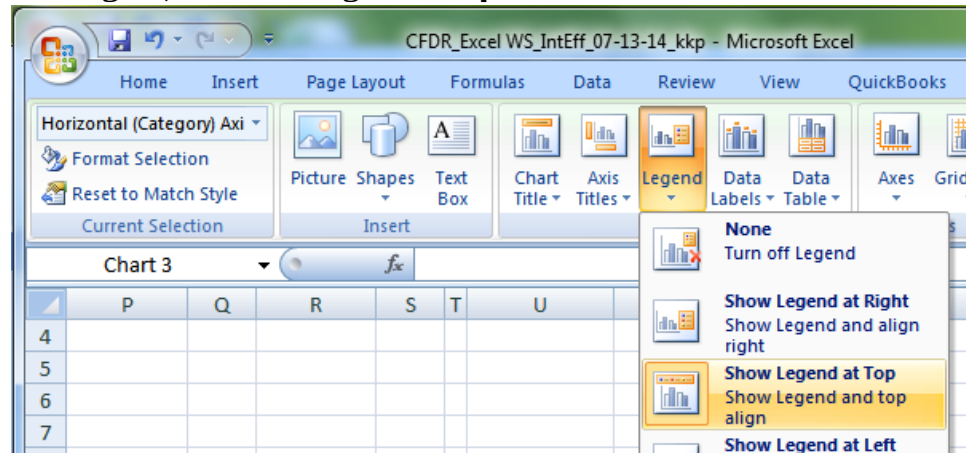 CFDR_Excel WS_IntEff_07-13-14_kkp - Microsoft Excel
Home Insert Page Layout Formulas Data Review View QuickBooks
Horizontal (Category) Axi
Format Selection
Reset to Match Style
Current Selection
Picture Shapes Text Box
Insert
Chart Title Axis Titles Legend Data Labels Data Table
Axes Grid
None
Turn off Legend
Chart 3 fx
Show Legend at Right
Show Legend and align
right
Show Legend at Top
Show Legend and top
align
Show Legend at Left
P Q R S T U
4
5
6
7